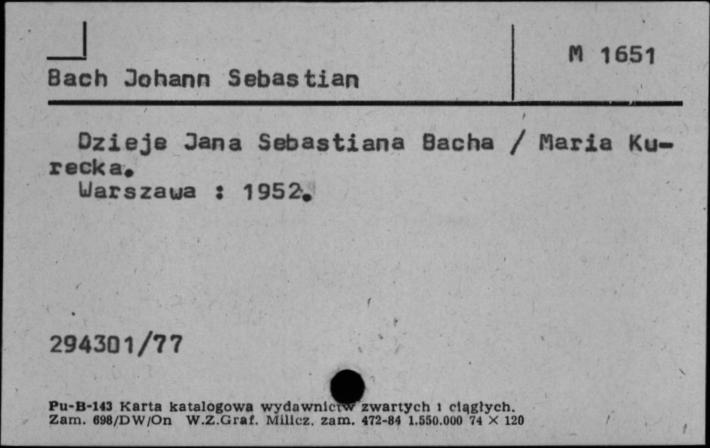 M 1651
Bach Johann Sebastian
Dzieje Jana Sebastiana Bacha / Maria Ku-
recka.
Warszawa : 1952.
294301/77
Pu-B-143 Karta katalogowa wydawnictw zwartych i ciągłych.
Zam. 698/DW/On W.Z.Graf. Milicz. zam. 472-84 1.550.000 74 × 120